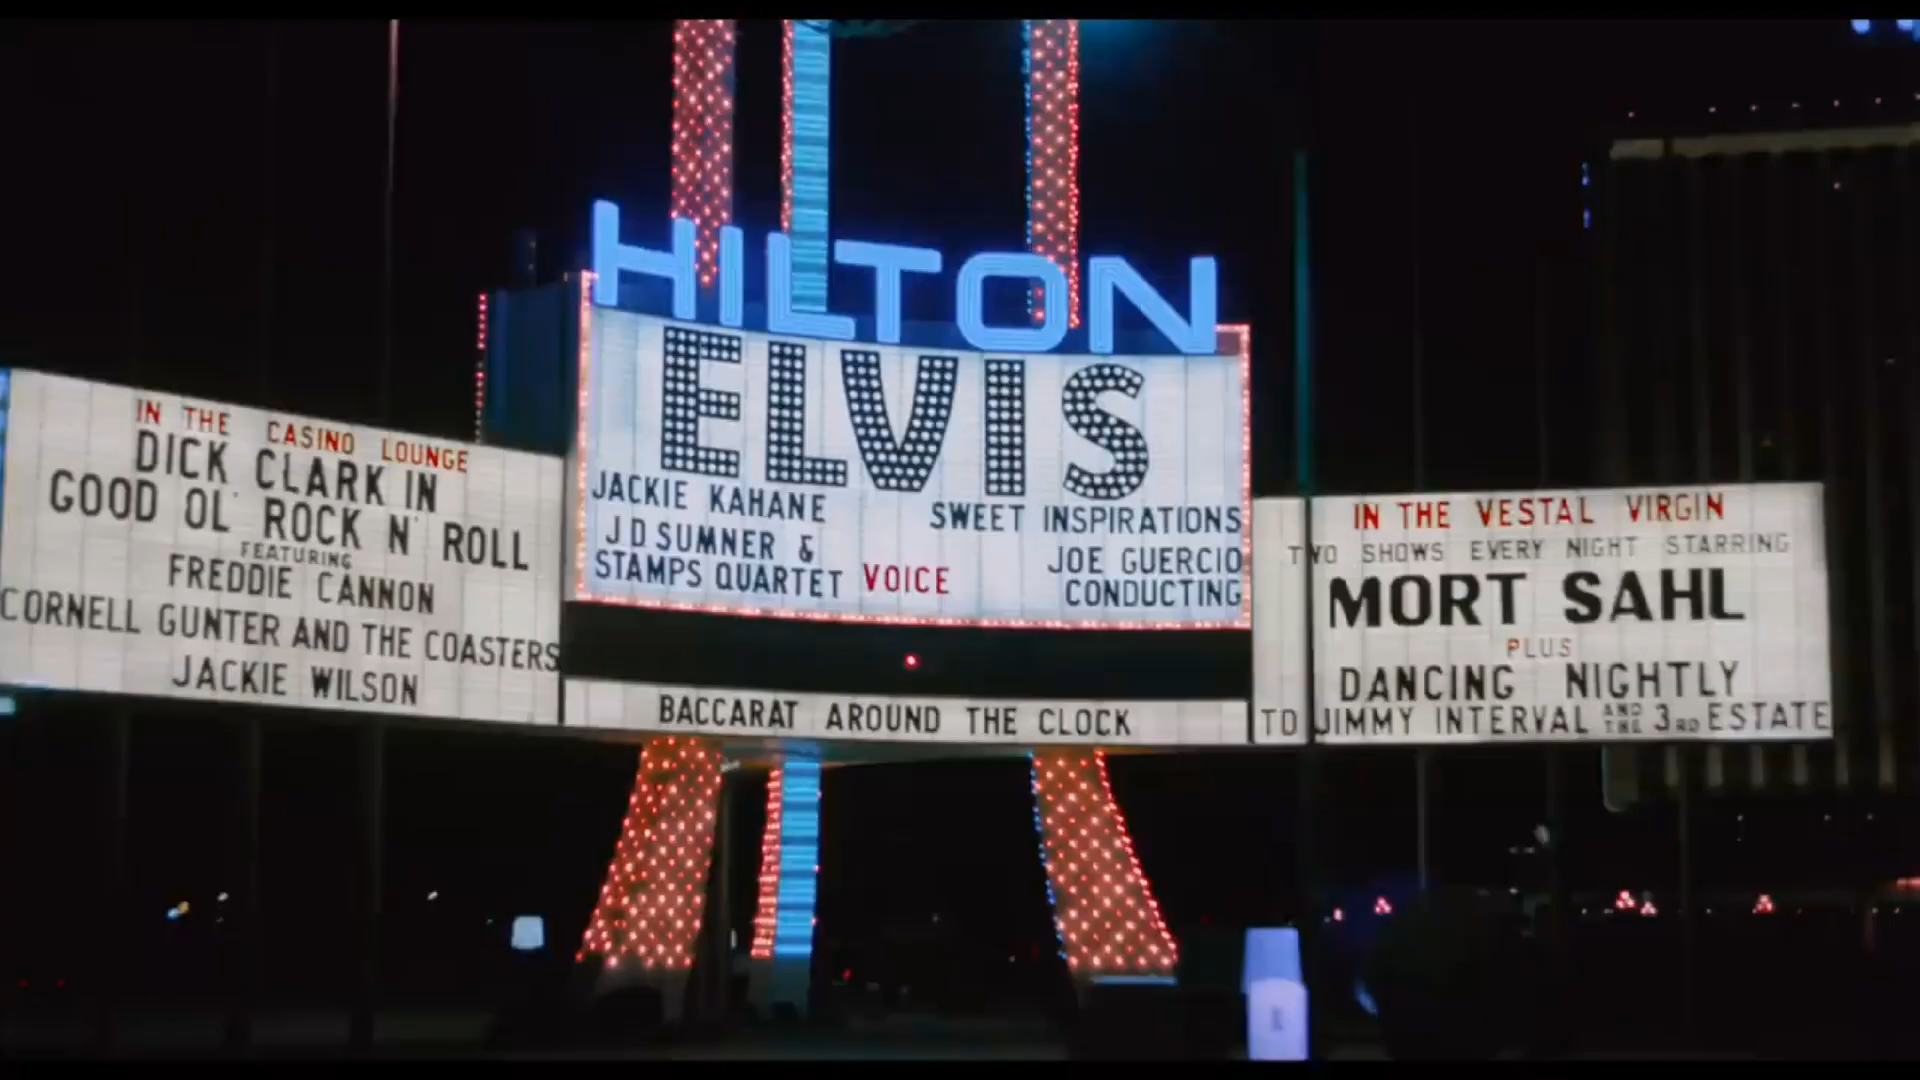 HILTON
ELVIS
JACKIE KAHANE
SWEET INSPIRATIONS
J D SUMNER &
STAMPS QUARTET
VOICE
JOE GUERCIO
CONDUCTING
BACCARAT AROUND THE CLOCK
IN THE CASINO LOUNGE
DICK CLARK IN
GOOD OL' ROCK N' ROLL
FEATURING
FREDDIE CANNON
CORNELL GUNTER AND THE COASTERS
JACKIE WILSON
IN THE VESTAL VIRGIN
TWO SHOWS EVERY NIGHT STARRING
MORT SAHL
PLUS
DANCING NIGHTLY
TO JIMMY INTERVAL AND THE 3RD ESTATE